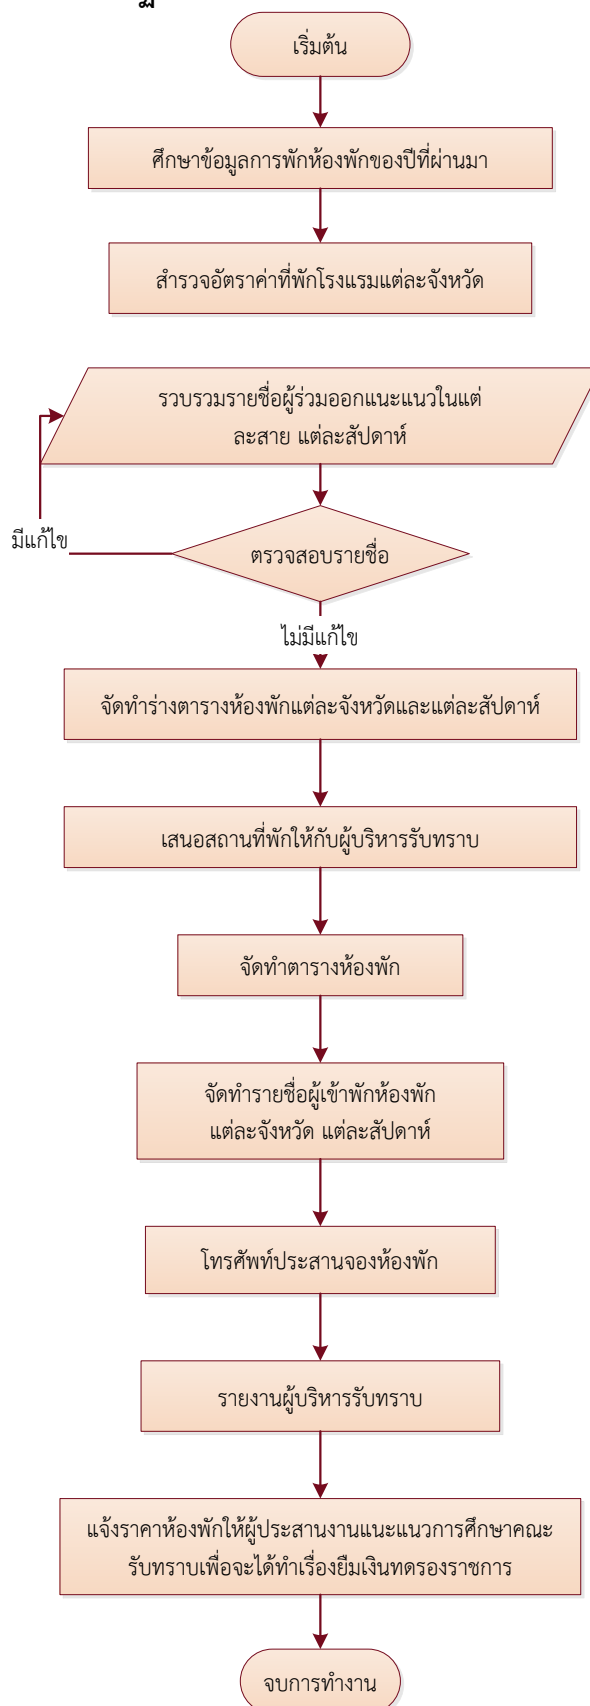 เริ่มต้น
ศึกษาข้อมูลการพักห้องพักของปีที่ผ่านมา
สำรวจอัตราค่าที่พักโรงแรมแต่ละจังหวัด
รวบรวมรายชื่อผู้ร่วมออกแนะแนวในแต่
ละสาย แต่ละสัปดาห์
มีแก้ไข
ตรวจสอบรายชื่อ
ไม่มีแก้ไข
จัดทำร่างตารางห้องพักแต่ละจังหวัดและแต่ละสัปดาห์
เสนอสถานที่พักให้กับผู้บริหารรับทราบ
จัดทำตารางห้องพัก
จัดทำรายชื่อผู้เข้าพักห้องพัก
แต่ละจังหวัด แต่ละสัปดาห์
โทรศัพท์ประสานจองห้องพัก
รายงานผู้บริหารรับทราบ
แจ้งราคาห้องพักให้ผู้ประสานงานแนะแนวการศึกษาคณะ
รับทราบเพื่อจะได้ทำเรื่องยืมเงินทดรองราชการ
จบการทำงาน